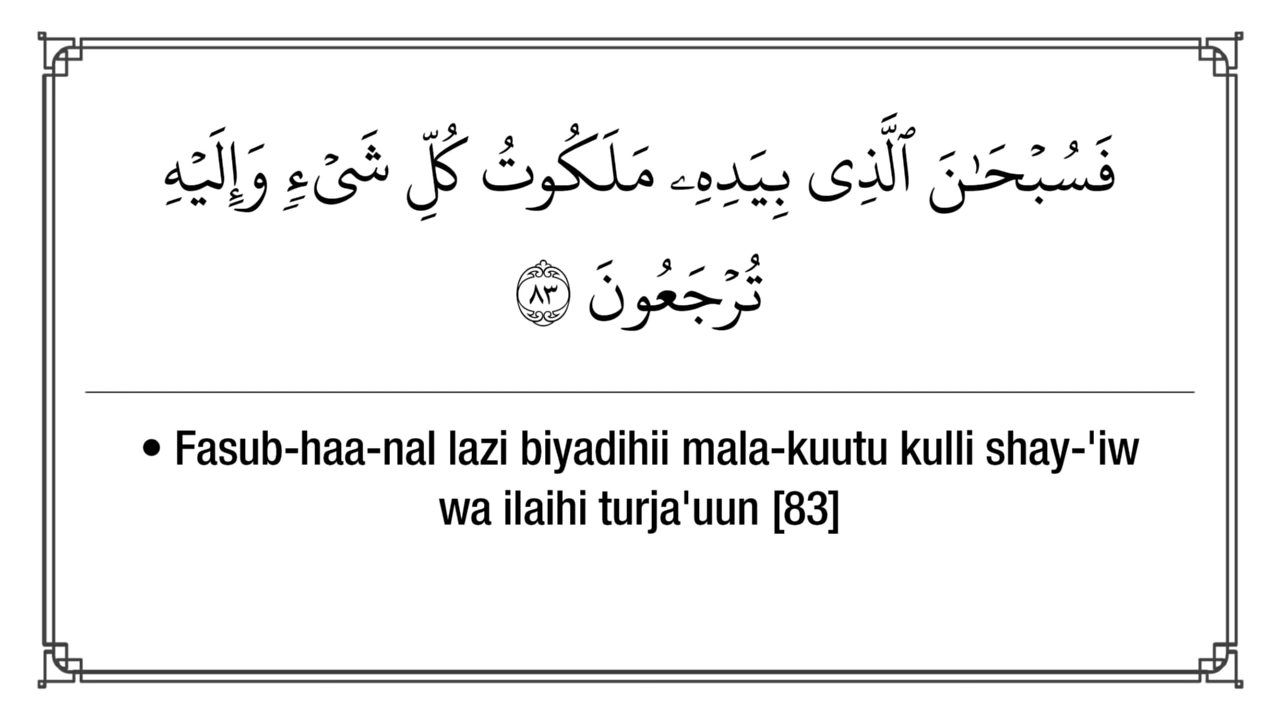 فَسُبْحَـٰنَ ٱلَّذِى بِيَدِهِۦ مَلَكُوتُ كُلِّ شَىْءٍ وَإِلَيْهِ
تُرْجَعُونَ ٨٣
• Fasub-haa-nal lazi biyadihii mala-kuutu kulli shay-'iw
wa ilaihi turja'uun [83]